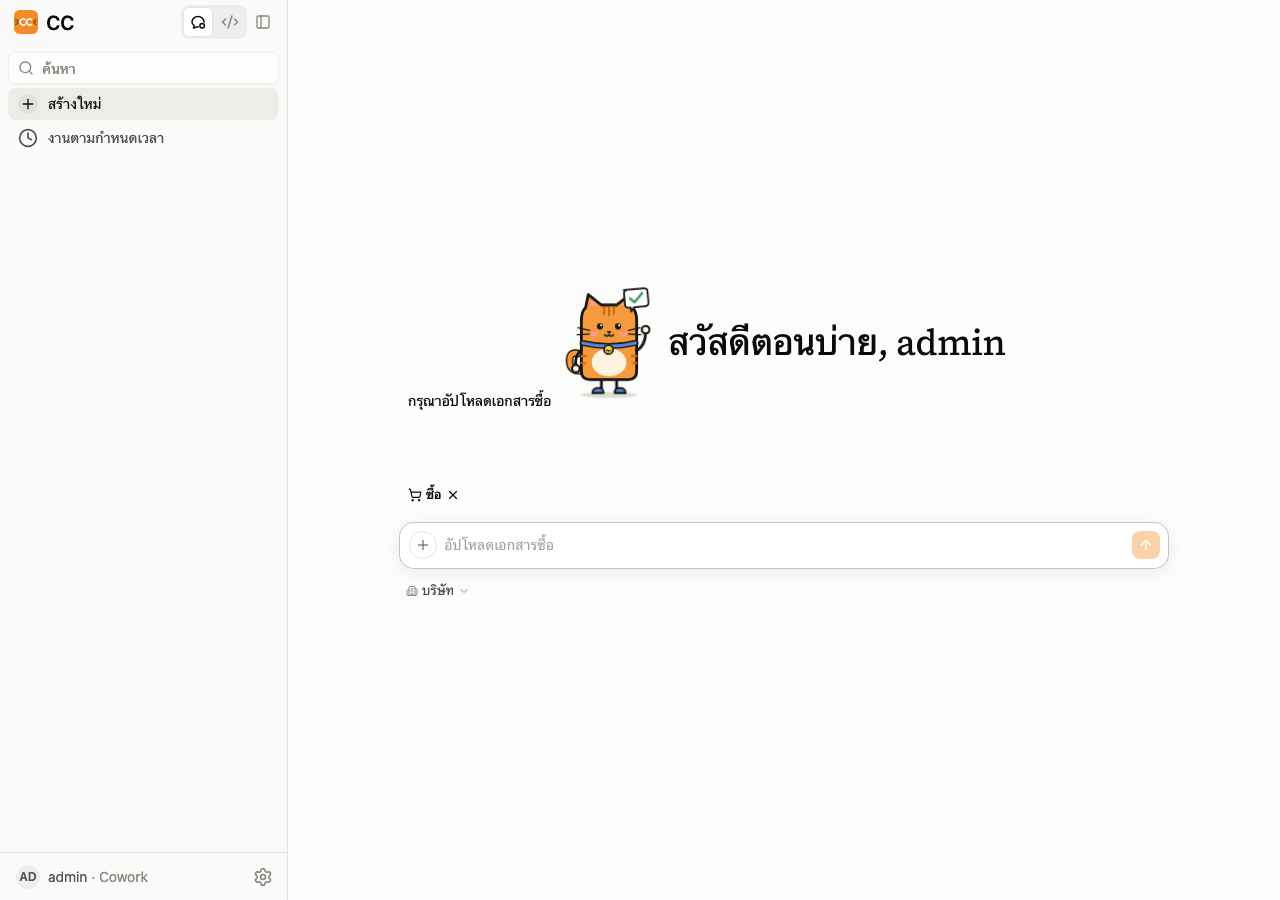 CC CC
ค้นหา
สร้างใหม่
งานตามกำหนดเวลา
สวัสดีตอนบ่าย, admin
กรุณาอัปโหลดเอกสารซื้อ
ซื้อ
อัปโหลดเอกสารซื้อ
บริษัท
AD admin · Cowork